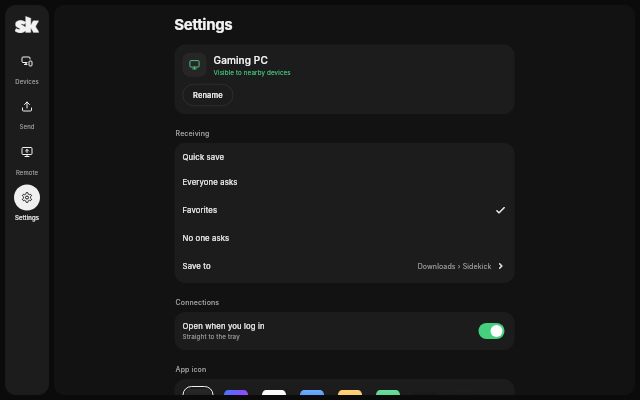 sk
Settings
Gaming PC
Visible to nearby devices
Rename
Devices
Send
Remote
Settings
Receiving
Quick save
Everyone asks
Favorites
No one asks
Save to
Downloads › Sidekick
Connections
Open when you log in
Straight to the tray
App icon